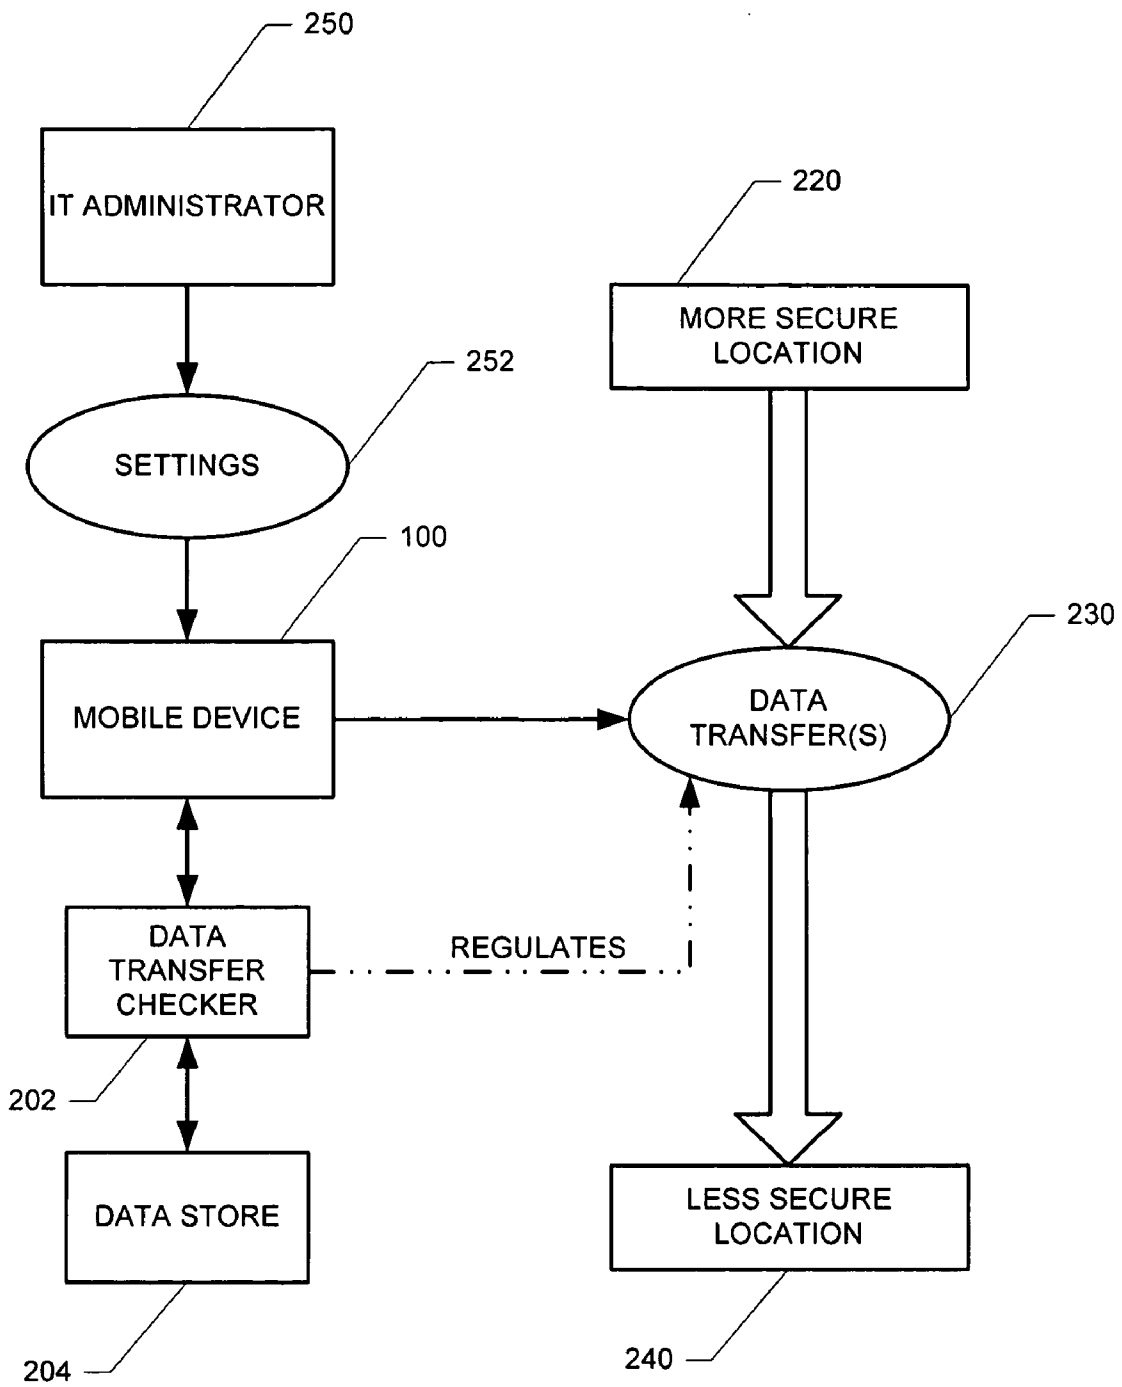 250
IT ADMINISTRATOR
220
MORE SECURE
LOCATION
252
SETTINGS
100
230
MOBILE DEVICE
DATA
TRANSFER(S)
DATA
TRANSFER
CHECKER
REGULATES
202
DATA STORE
LESS SECURE
LOCATION
204
240